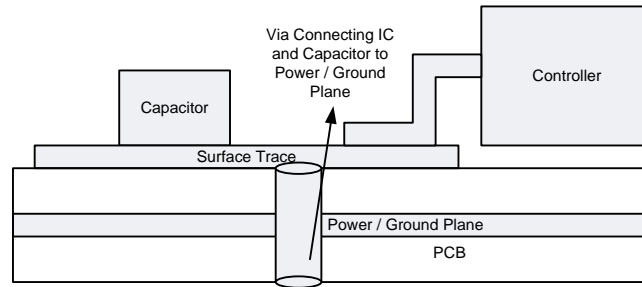 Via Connecting IC
and Capacitor to
Power / Ground
Plane
Controller
Capacitor
Surface Trace
Power / Ground Plane
PCB